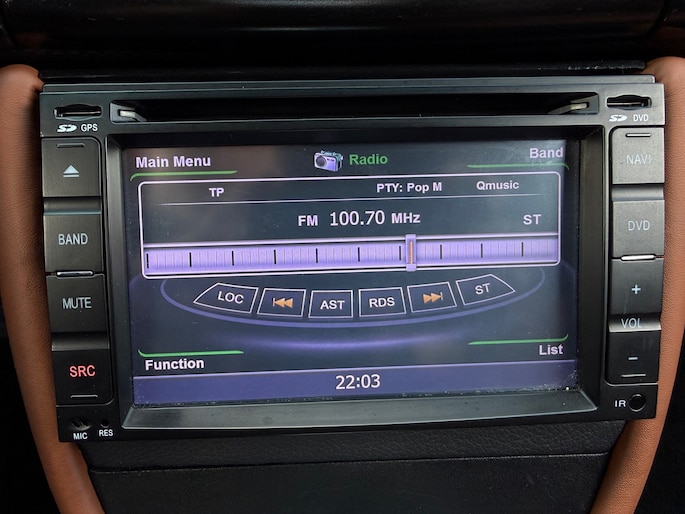 SD GPS
SD DVD
Main Menu
Radio
Band
TP
PTY: Pop M
Qmusic
FM 100.70 MHz
ST
LOC
AST
RDS
ST
Function
List
22:03
BAND
MUTE
SRC
MIC
RES
NAVI
DVD
+
VOL
-
IR